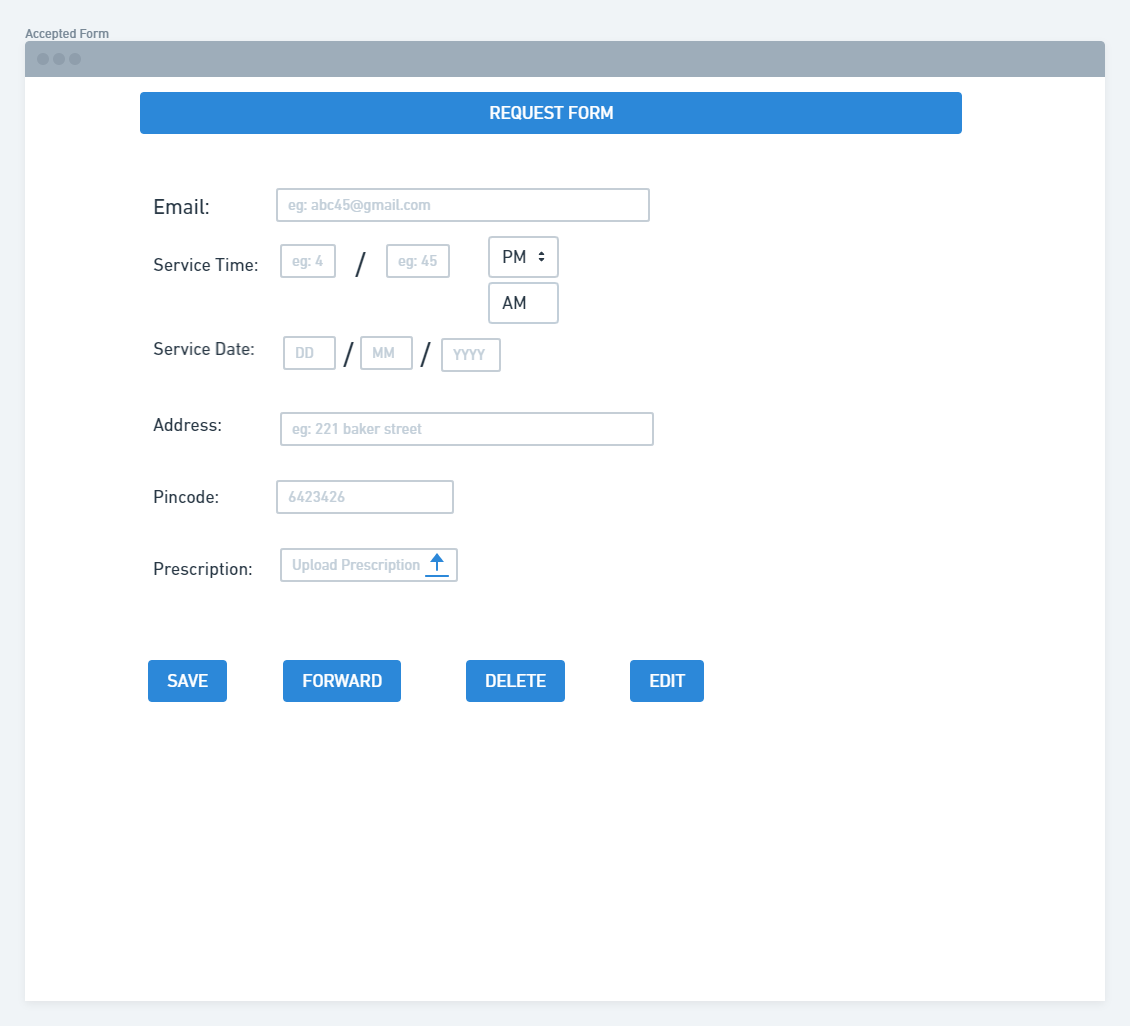 Accepted Form
REQUEST FORM
Email: eg: abc45@gmail.com
Service Time: eg: 4 / eg: 45 PM
AM
Service Date: DD / MM / YYYY
Address: eg: 221 baker street
Pincode: 6423426
Prescription: Upload Prescription
SAVE FORWARD DELETE EDIT